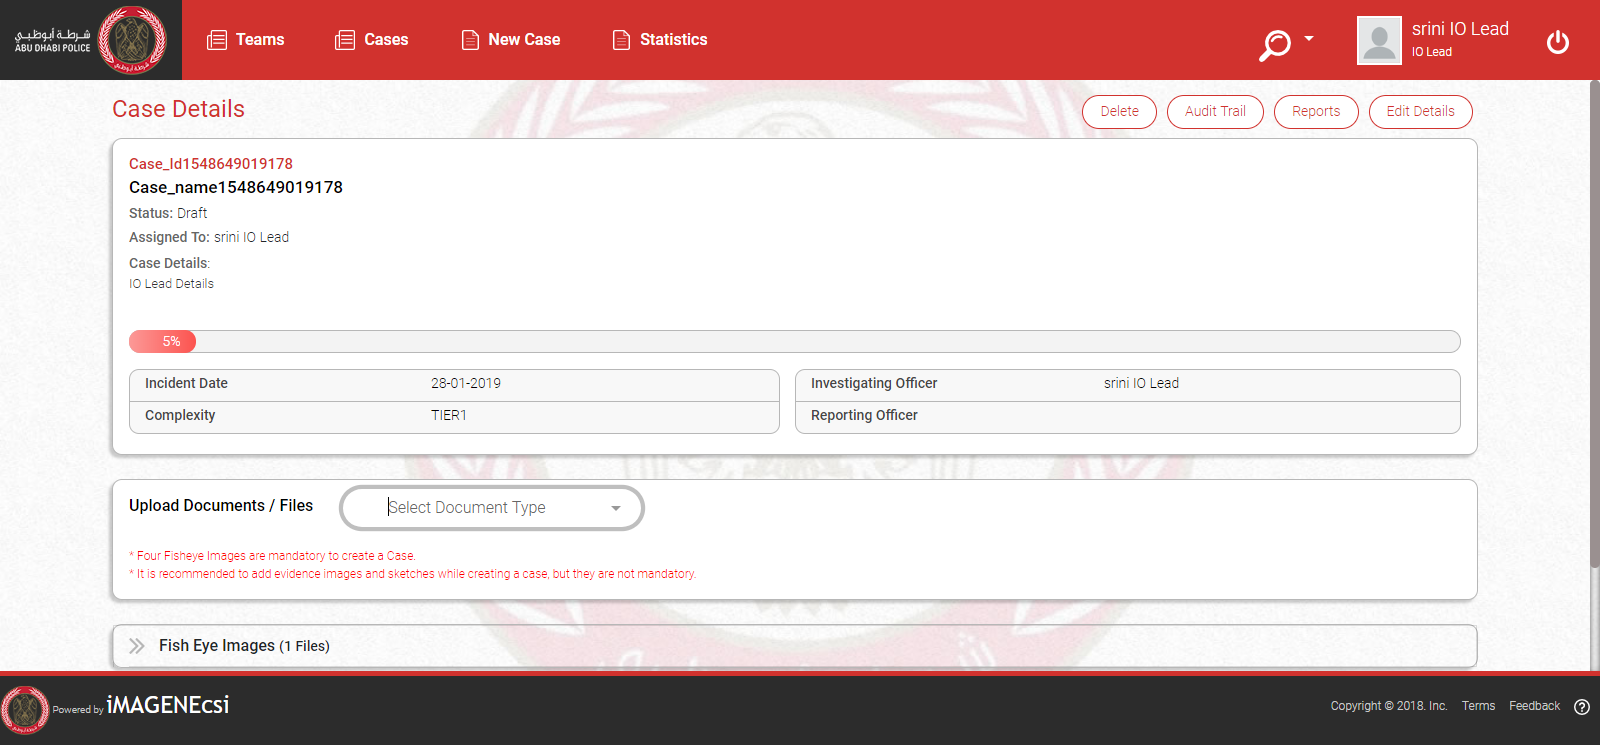 شرطة أبوظبي
ABU DHABI POLICE
Teams
Cases
New Case
Statistics
srini IO Lead
IO Lead
Case Details
Delete
Audit Trail
Reports
Edit Details
Case_Id1548649019178
Case_name1548649019178
Status: Draft
Assigned To: srini IO Lead
Case Details:
IO Lead Details
5%
Incident Date 28-01-2019
Complexity TIER1
Investigating Officer srini IO Lead
Reporting Officer
Upload Documents / Files
Select Document Type
* Four Fisheye Images are mandatory to create a Case.
* It is recommended to add evidence images and sketches while creating a case, but they are not mandatory.
Fish Eye Images (1 Files)
Powered by iMAGENEcsi
Copyright © 2018. Inc. Terms Feedback